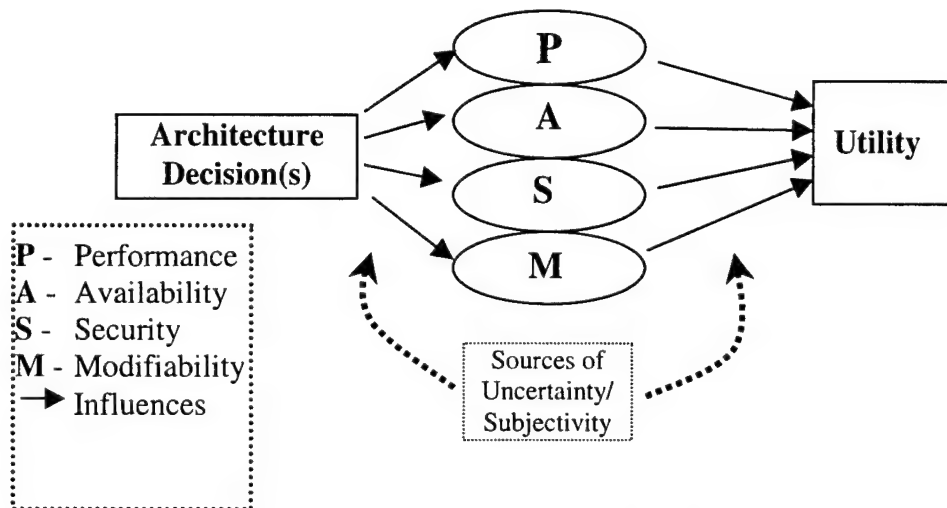 P
A
S
M
Architecture
Decision(s)
Utility
P - Performance
A - Availability
S - Security
M - Modifiability
Influences
Sources of
Uncertainty/
Subjectivity